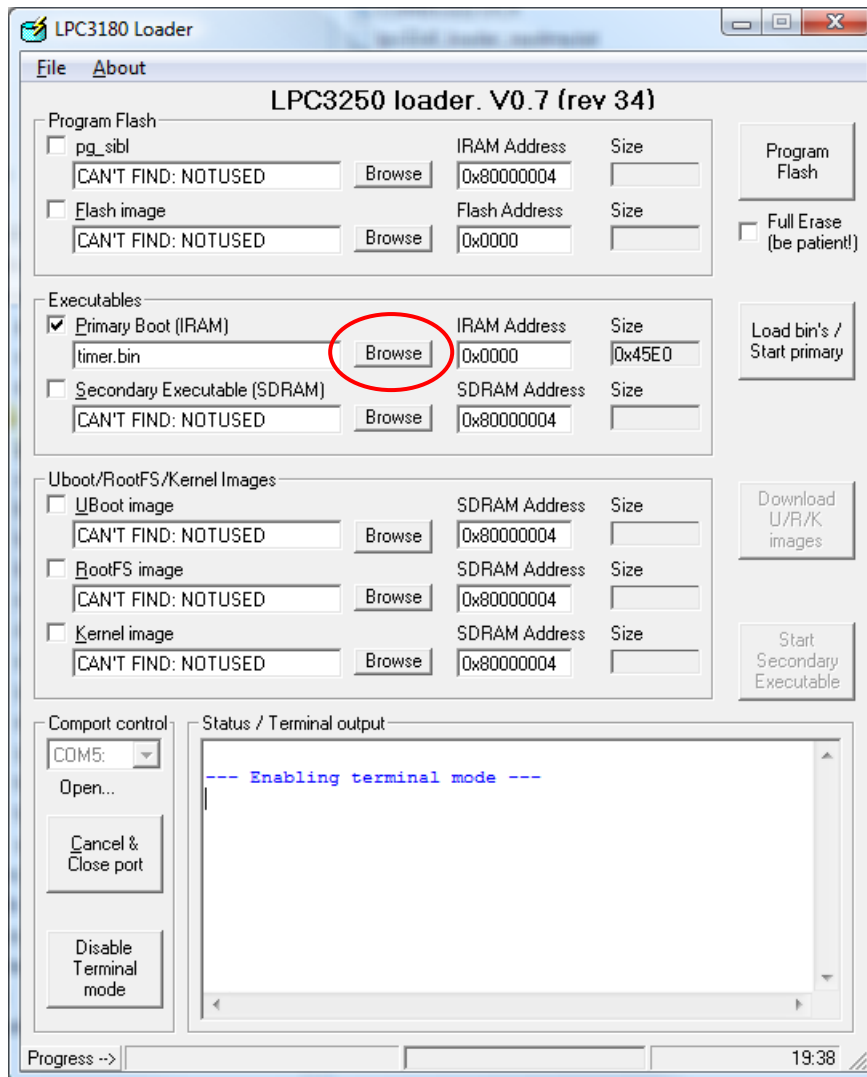 LPC3180 Loader
File About
LPC3250 loader. V0.7 (rev 34)
Program Flash
pg_sibl IRAM Address Size
CAN'T FIND: NOTUSED Browse 0x80000004
Program
Flash
Flash image Flash Address Size
CAN'T FIND: NOTUSED Browse 0x0000
Full Erase
(be patient!)
Executables
Primary Boot (IRAM) IRAM Address Size
timer.bin Browse 0x0000 0x45E0
Load bin's /
Start primary
Secondary Executable (SDRAM) SDRAM Address Size
CAN'T FIND: NOTUSED Browse 0x80000004
Uboot/RootFS/Kernel Images
UBoot image SDRAM Address Size
CAN'T FIND: NOTUSED Browse 0x80000004
Download
U/R/K
images
RootFS image SDRAM Address Size
CAN'T FIND: NOTUSED Browse 0x80000004
Kernel image SDRAM Address Size
CAN'T FIND: NOTUSED Browse 0x80000004
Start
Secondary
Executable
Comport control
COM5:
Open...
Cancel &
Close port
Disable
Terminal
mode
Status / Terminal output
--- Enabling terminal mode ---
Progress --> 19:38